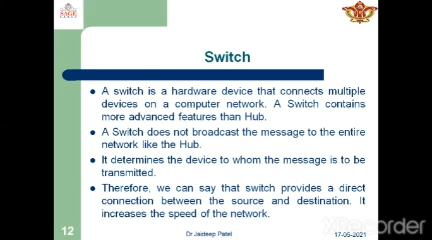 SAGE
Switch
A switch is a hardware device that connects multiple
devices on a computer network. A Switch contains
more advanced features than Hub.
A Switch does not broadcast the message to the entire
network like the Hub.
It determines the device to whom the message is to be
transmitted.
Therefore, we can say that switch provides a direct
connection between the source and destination. It
increases the speed of the network.
12
Dr Jaideep Patel
17-05-2021
XRecorder